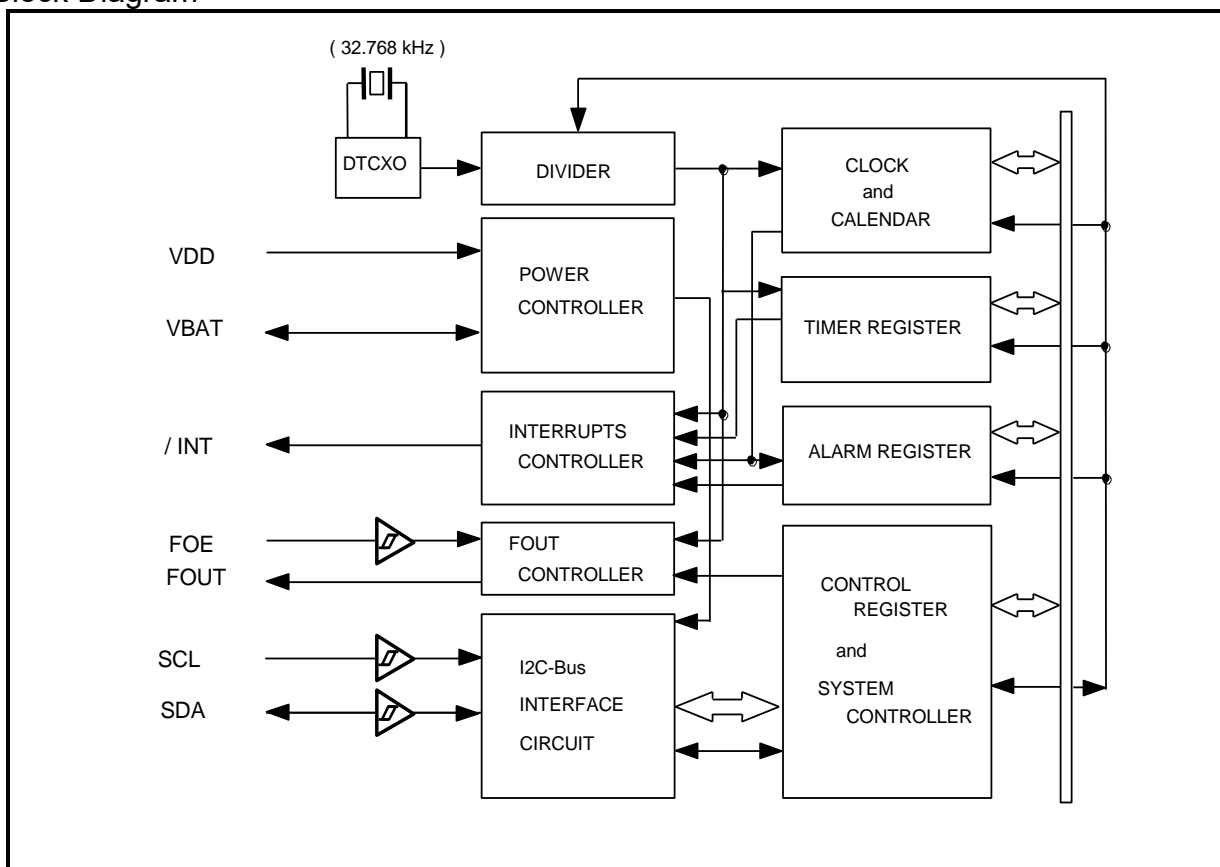 Block Diagram
( 32.768 kHz )
DTCXO
DIVIDER
CLOCK
and
CALENDAR
VDD
POWER
CONTROLLER
VBAT
TIMER REGISTER
/ INT
INTERRUPTS
CONTROLLER
ALARM REGISTER
FOE
FOUT
FOUT
CONTROLLER
CONTROL
REGISTER
and
SYSTEM
CONTROLLER
SCL
SDA
I2C-Bus
INTERFACE
CIRCUIT